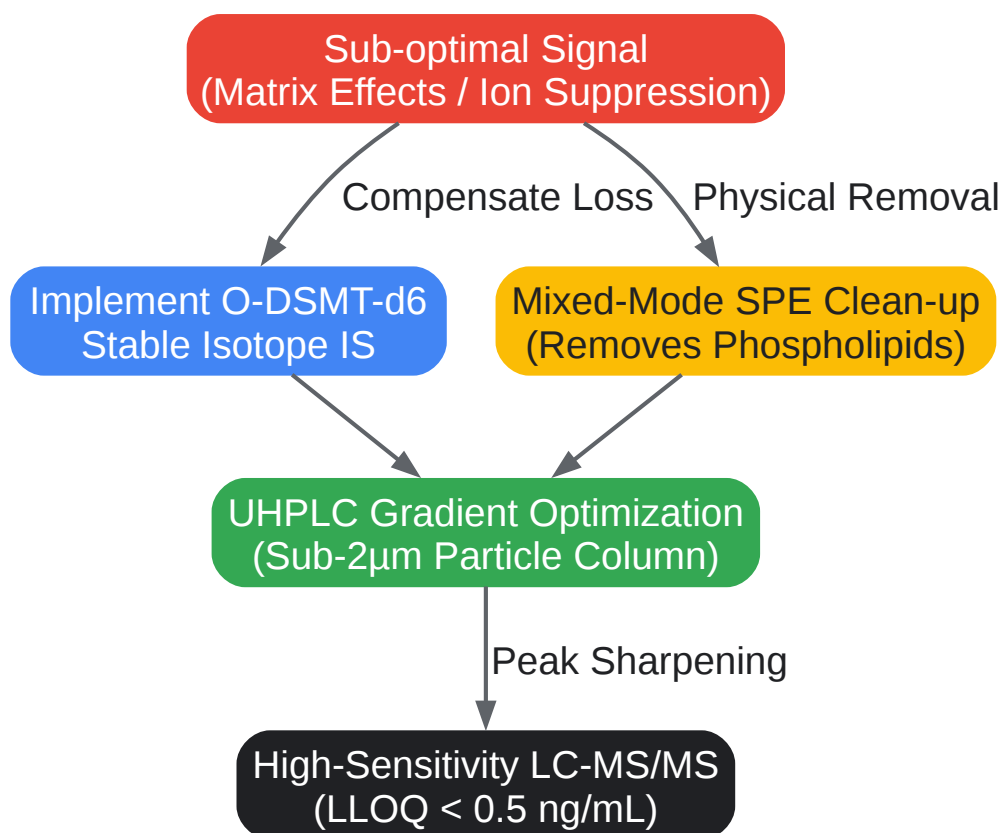 Sub-optimal Signal
(Matrix Effects / Ion Suppression)
Compensate Loss
Physical Removal
Implement O-DSMT-d6
Stable Isotope IS
Mixed-Mode SPE Clean-up
(Removes Phospholipids)
UHPLC Gradient Optimization
(Sub-2µm Particle Column)
Peak Sharpening
High-Sensitivity LC-MS/MS
(LLOQ < 0.5 ng/mL)